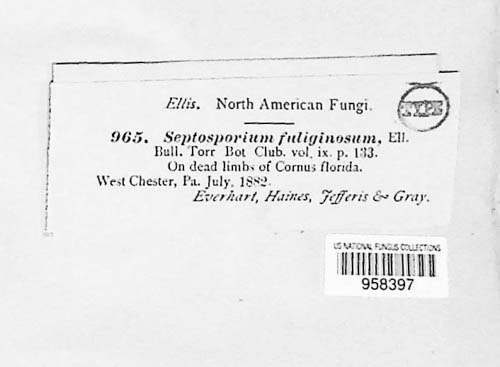 Ellis. North American Fungi.
TYPE
965. Septosporium fuliginosum, Ell.
Bull. Torr Bot Club. vol. ix. p. 133.
On dead limbs of Cornus florida.
West Chester, Pa. July, 1882.
Everhart, Haines, Jefferis & Gray.
US NATIONAL FUNGUS COLLECTIONS
958397